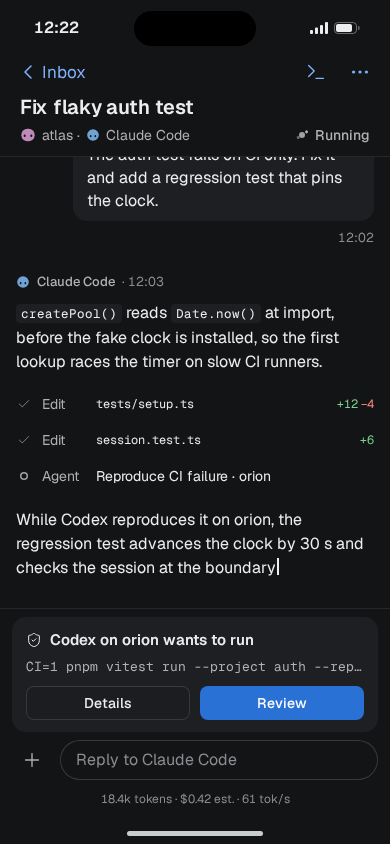 12:22
Inbox
Fix flaky auth test
atlas · Claude Code
Running
The auth test fails on CI only. Fix it
and add a regression test that pins
the clock.
12:02
Claude Code · 12:03
createPool() reads Date.now() at import,
before the fake clock is installed, so the first
lookup races the timer on slow CI runners.
Edit tests/setup.ts +12 −4
Edit session.test.ts +6
Agent Reproduce CI failure · orion
While Codex reproduces it on orion, the
regression test advances the clock by 30 s and
checks the session at the boundary
Codex on orion wants to run
CI=1 pnpm vitest run --project auth --rep…
Details
Review
Reply to Claude Code
18.4k tokens · $0.42 est. · 61 tok/s